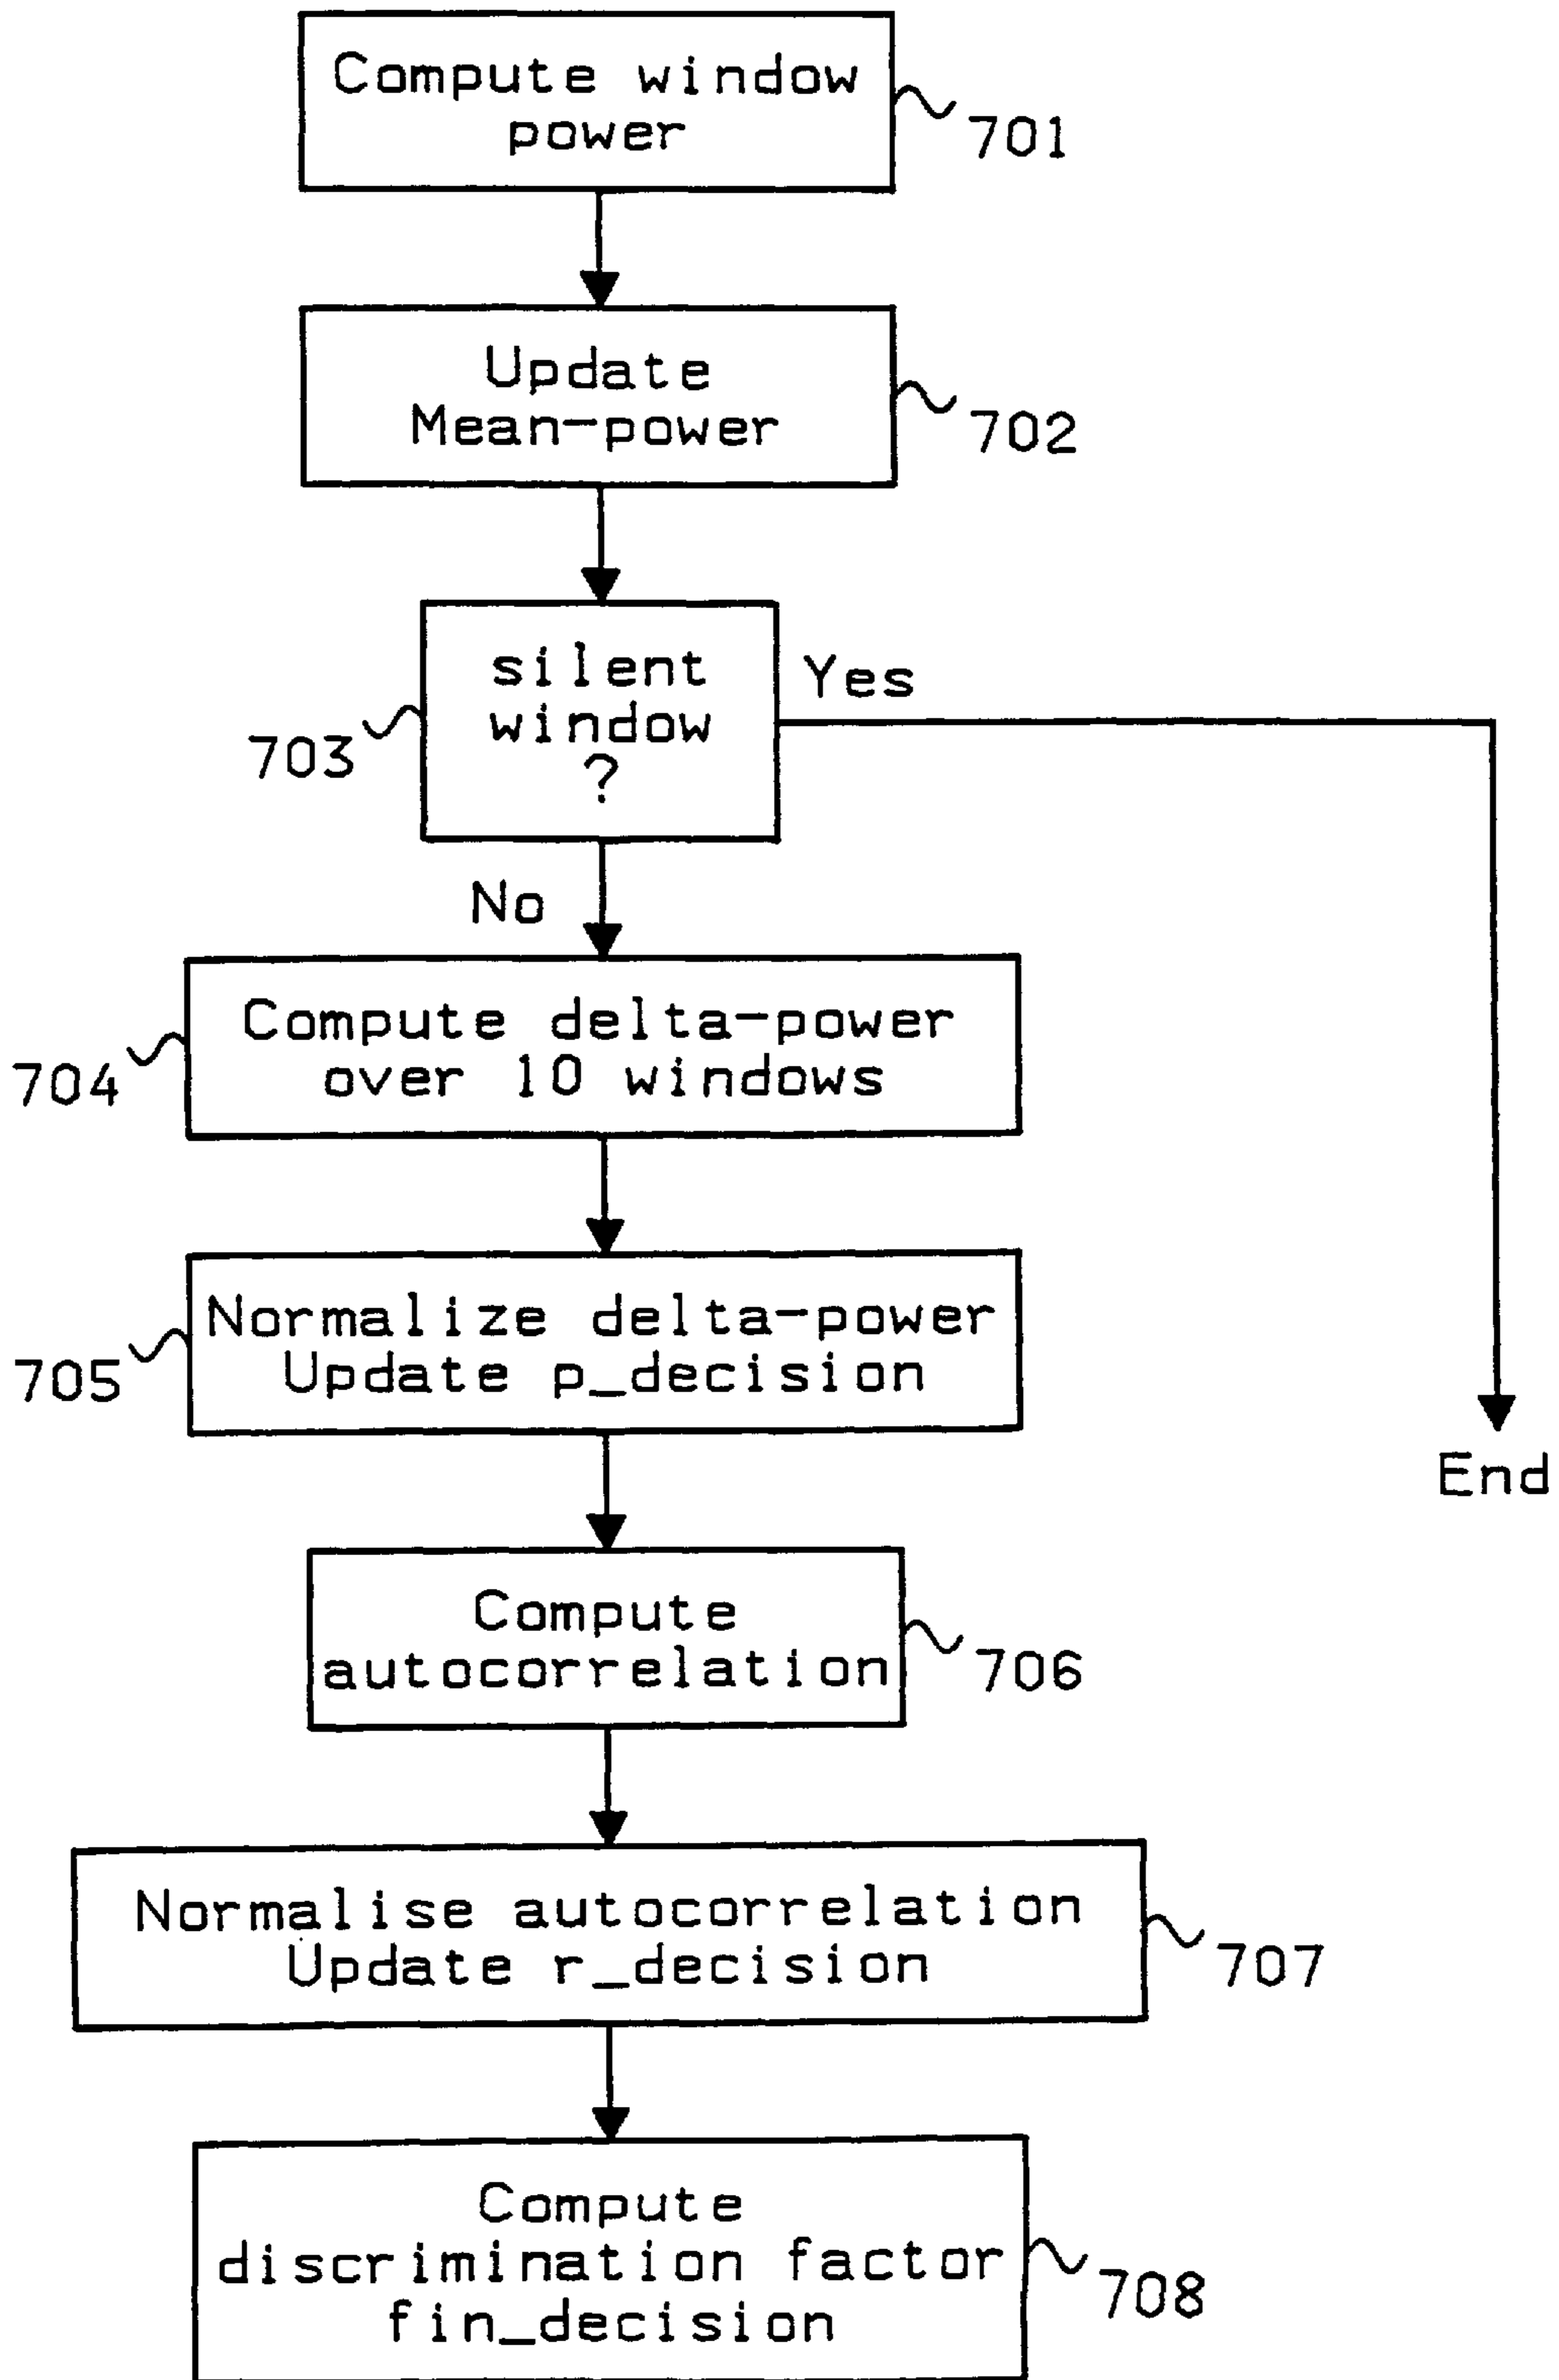 Compute window
power
701
Update
Mean-power
702
silent
window
?
703
Yes
No
Compute delta-power
over 10 windows
704
Normalize delta-power
Update p_decision
705
End
Compute
autocorrelation
706
Normalise autocorrelation
Update r_decision
707
Compute
discrimination factor
fin_decision
708